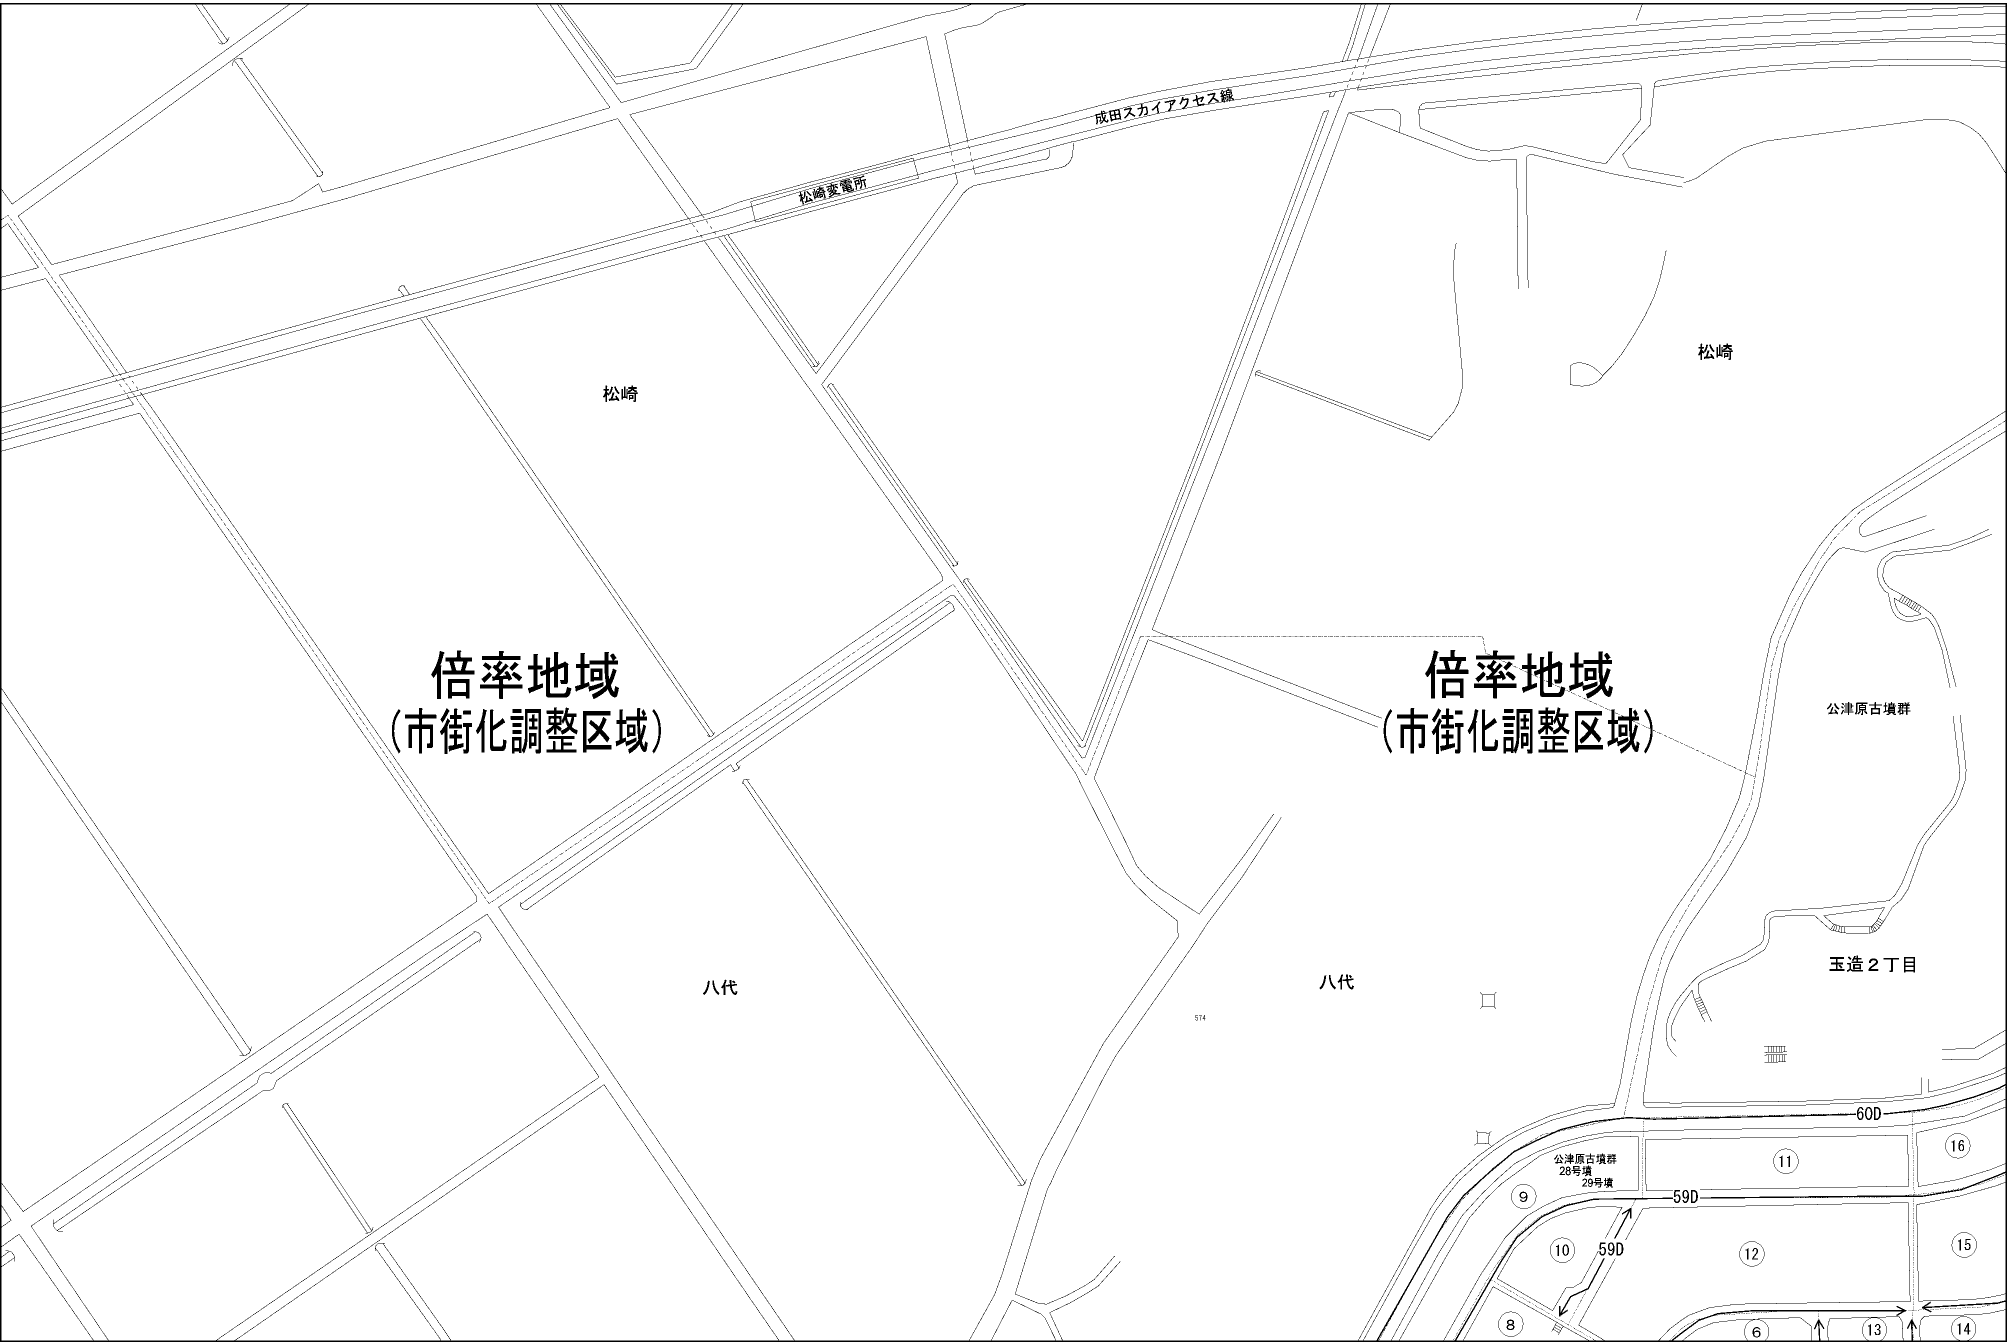 成田スカイアクセス線
松崎変電所
松崎
松崎
倍率地域
(市街化調整区域)
倍率地域
(市街化調整区域)
公津原古墳群
玉造2丁目
八代
八代
574
60D
公津原古墳群
28号墳
29号墳
16
11
9
59D
10
59D
12
15
8
6
13
14